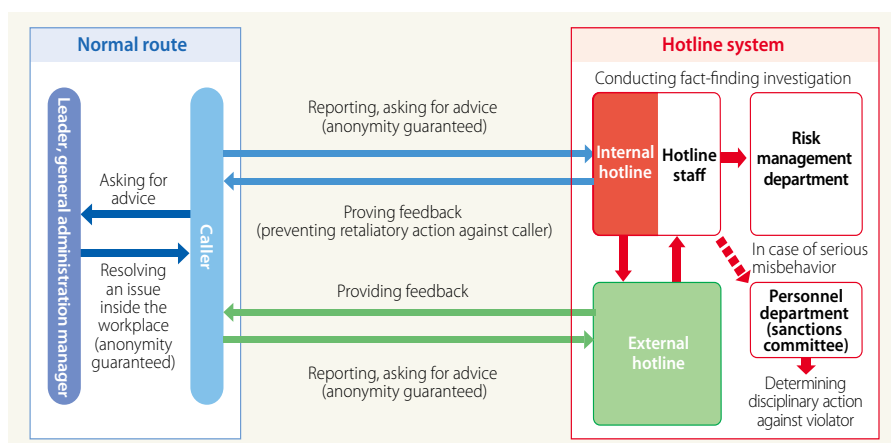 Normal route
Leader, general administration manager
Asking for
advice
Resolving
an issue
inside the
workplace
(anonymity
guaranteed)
Caller
Reporting, asking for advice
(anonymity guaranteed)
Proving feedback
(preventing retaliatory action against caller)
Providing feedback
Reporting, asking for advice
(anonymity guaranteed)
Hotline system
Conducting fact-finding investigation
Internal
hotline
Hotline
staff
Risk
management
department
In case of serious
misbehavior
External
hotline
Personnel
department
(sanctions
committee)
Determining
disciplinary action
against violator